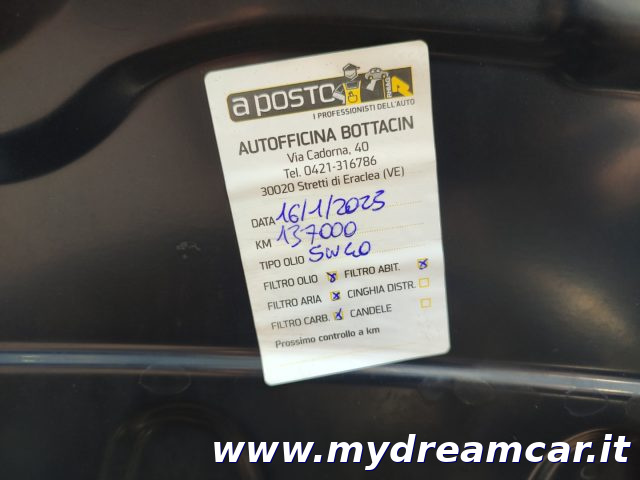 a POSTO
I PROFESSIONISTI DELL'AUTO
AUTOFFICINA BOTTACIN
Via Cadorna, 40
Tel. 0421-316786
30020 Stretti di Eraclea (VE)
DATA 16/1/2023
KM 137000
TIPO OLIO 5W40
FILTRO OLIO x FILTRO ABIT. x
FILTRO ARIA x CINGHIA DISTR.
FILTRO CARB. x CANDELE
Prossimo controllo a km
www.mydreamcar.it